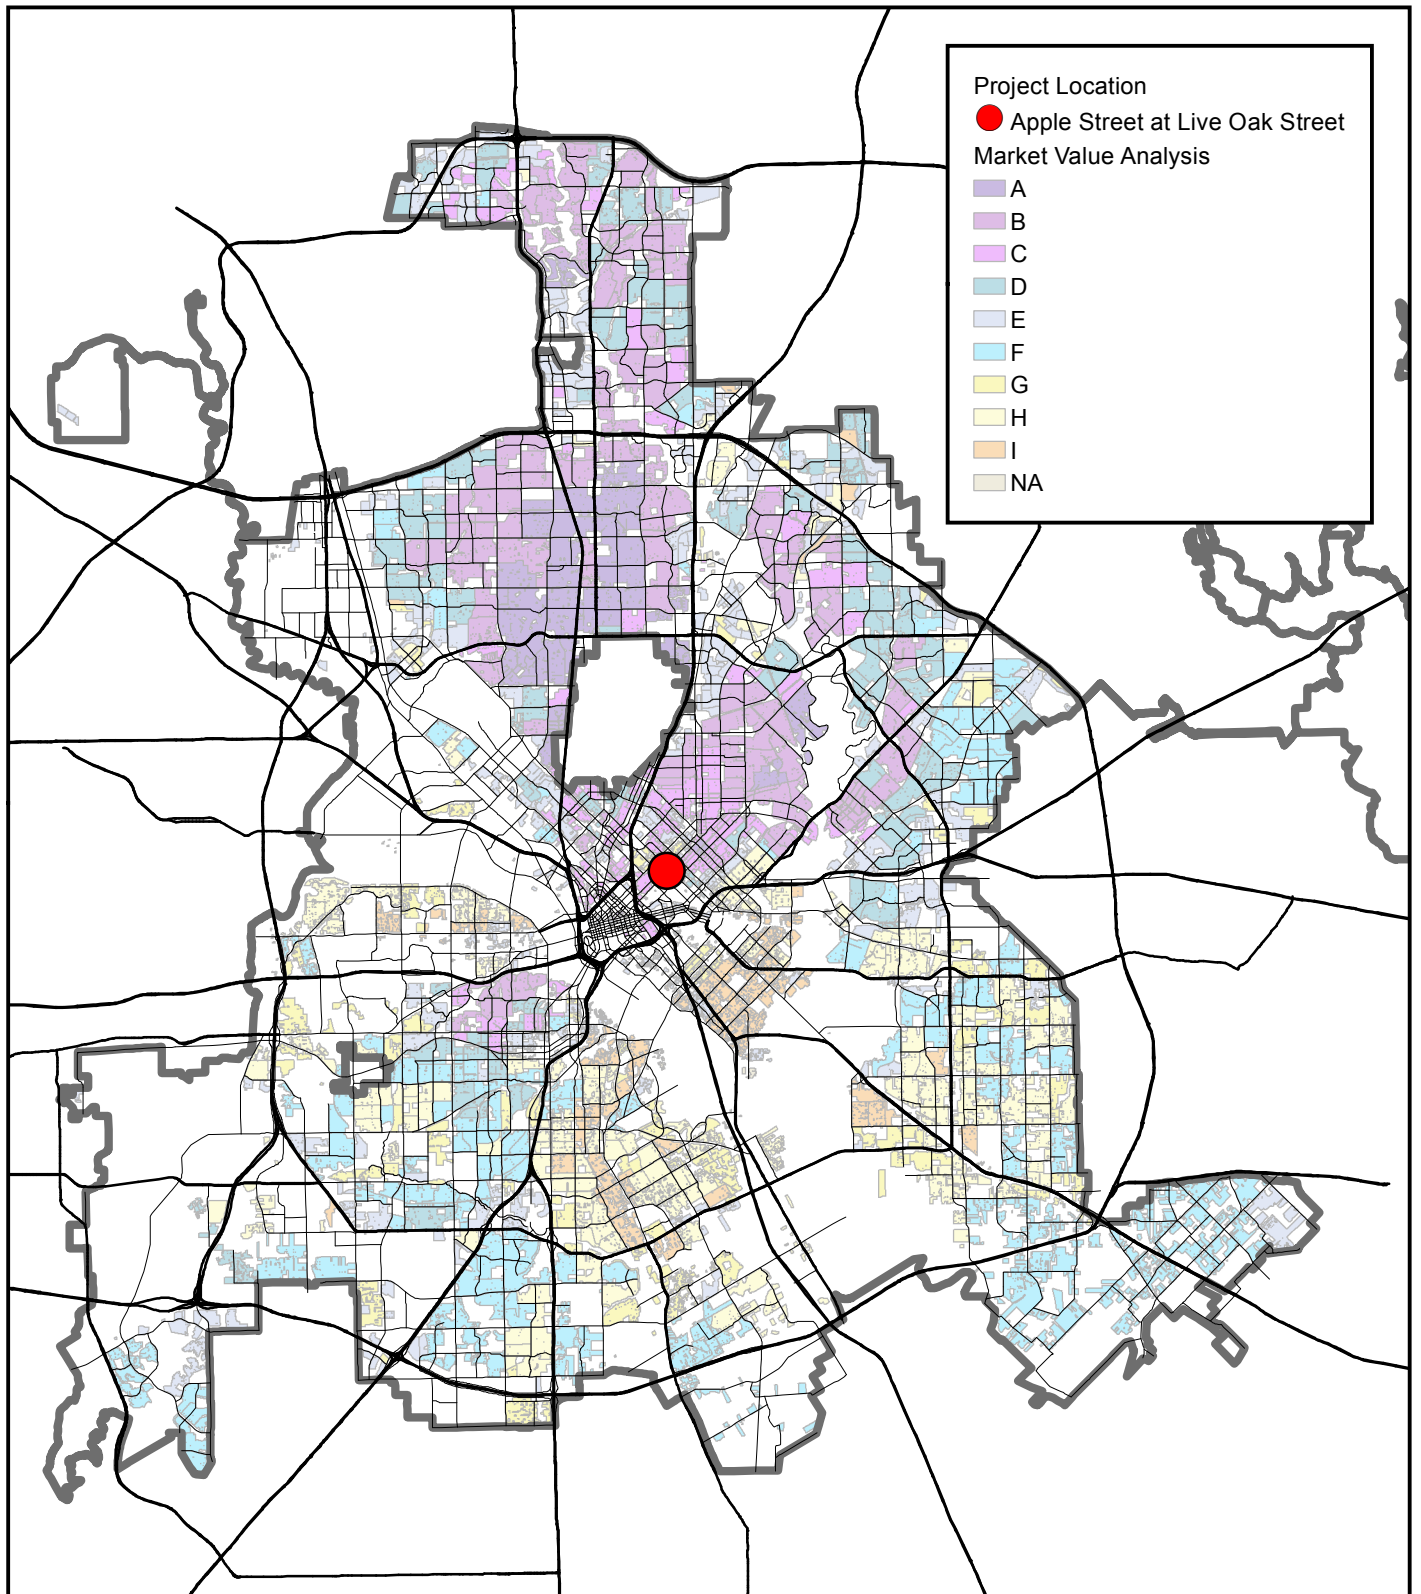 Project Location
Apple Street at Live Oak Street
Market Value Analysis
A
B
C
D
E
F
G
H
I
NA